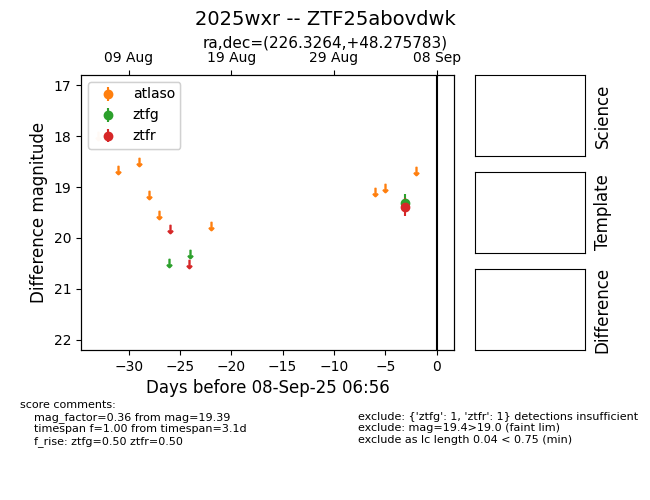 2025wxr -- ZTF25abovdwk
ra,dec=(226.3264,+48.275783)
09 Aug 19 Aug 29 Aug 08 Sep
17
18
19
20
21
22
Difference magnitude
atlaso
ztfg
ztfr
−30 −25 −20 −15 −10 −5 0
Days before 08-Sep-25 06:56
Science
Template
Difference
score comments:
mag_factor=0.36 from mag=19.39
timespan f=1.00 from timespan=3.1d
f_rise: ztfg=0.50 ztfr=0.50
exclude: {'ztfg': 1, 'ztfr': 1} detections insufficient
exclude: mag=19.4>19.0 (faint lim)
exclude as lc length 0.04 < 0.75 (min)